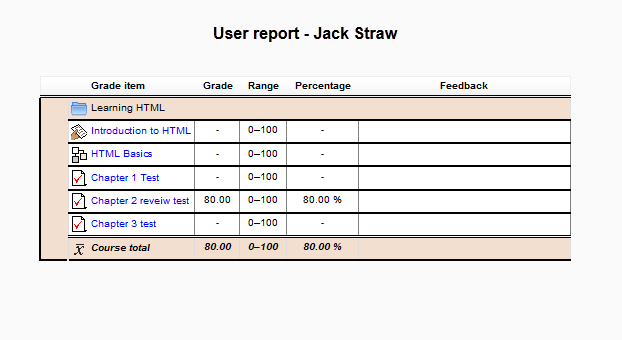 User report - Jack Straw
Grade item Grade Range Percentage Feedback
Learning HTML
Introduction to HTML - 0–100 -
HTML Basics - 0–100 -
Chapter 1 Test - 0–100 -
Chapter 2 reveiw test 80.00 0–100 80.00 %
Chapter 3 test - 0–100 -
x̅ Course total 80.00 0–100 80.00 %